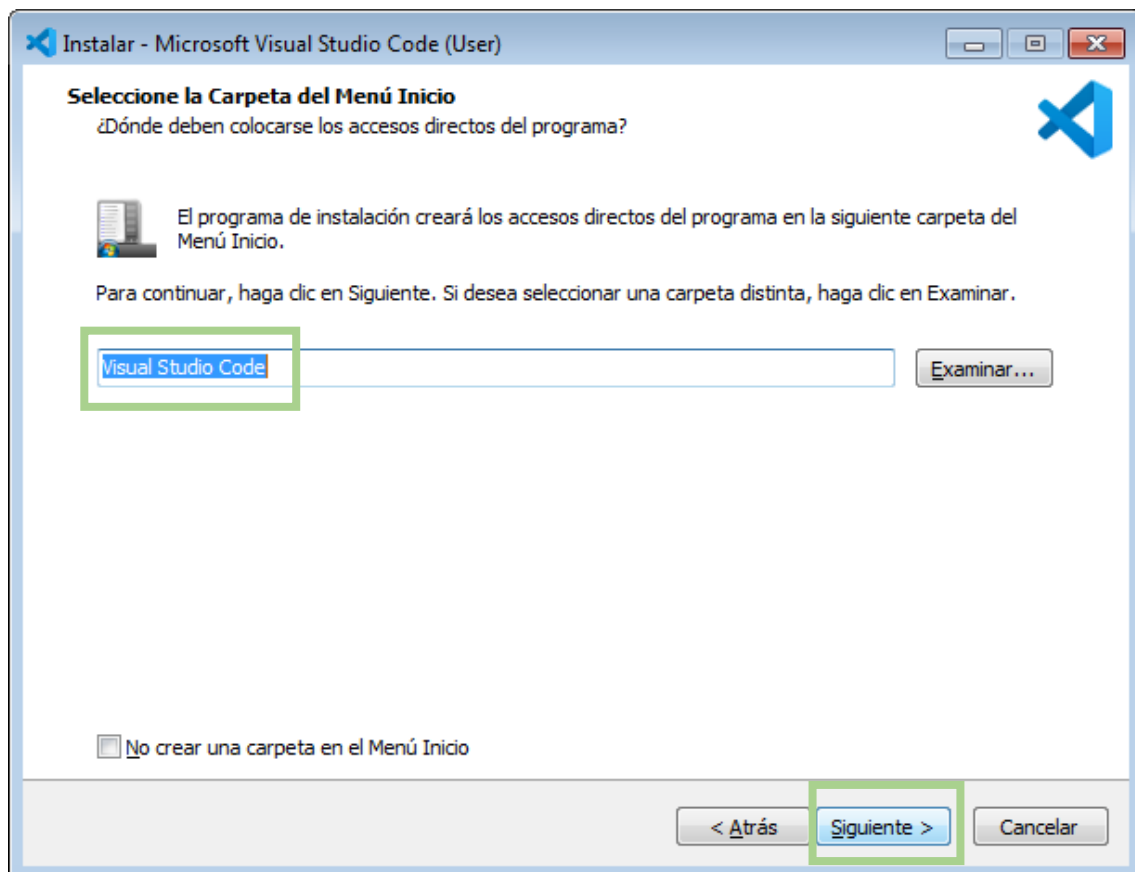 Instalar - Microsoft Visual Studio Code (User)
Seleccione la Carpeta del Menú Inicio
¿Dónde deben colocarse los accesos directos del programa?
El programa de instalación creará los accesos directos del programa en la siguiente carpeta del
Menú Inicio.
Para continuar, haga clic en Siguiente. Si desea seleccionar una carpeta distinta, haga clic en Examinar.
Visual Studio Code
Examinar...
No crear una carpeta en el Menú Inicio
< Atrás
Siguiente >
Cancelar